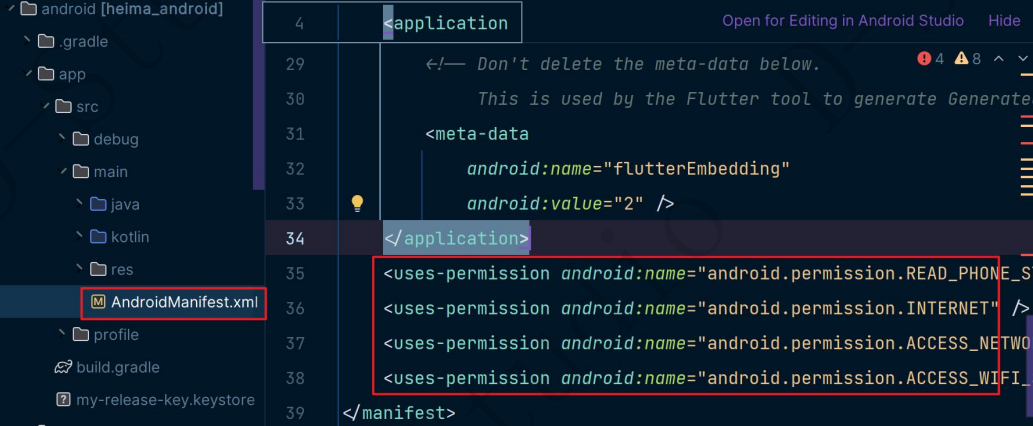 android [heima_android]
.gradle
app
src
debug
main
java
kotlin
res
AndroidManifest.xml
profile
build.gradle
my-release-key.keystore
4 <application
Open for Editing in Android Studio Hide
4 8
29 <!-- Don't delete the meta-data below.
30 This is used by the Flutter tool to generate Generate
31 <meta-data
32 android:name="flutterEmbedding"
33 android:value="2" />
34 </application>
35 <uses-permission android:name="android.permission.READ_PHONE_S
36 <uses-permission android:name="android.permission.INTERNET" />
37 <uses-permission android:name="android.permission.ACCESS_NETWO
38 <uses-permission android:name="android.permission.ACCESS_WIFI_
39 </manifest>